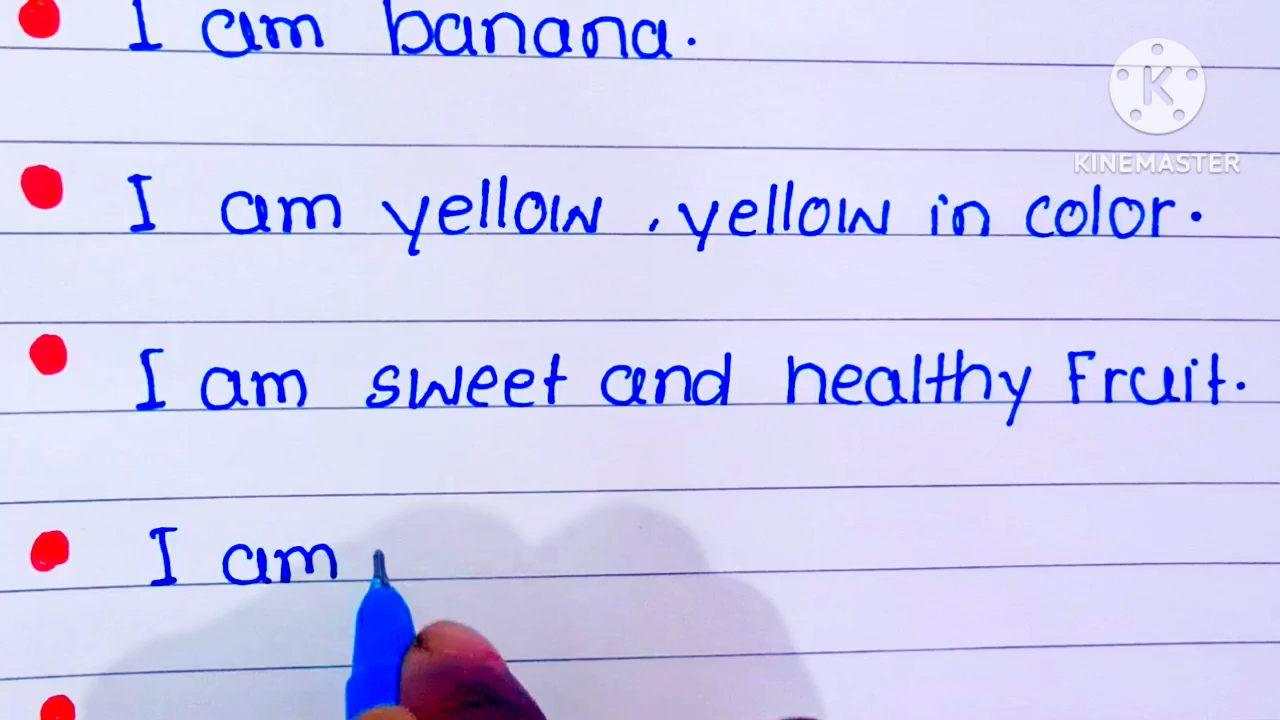 I am banana.
K
KINEMASTER
I am yellow, yellow in color.
I am sweet and healthy Fruit.
I am